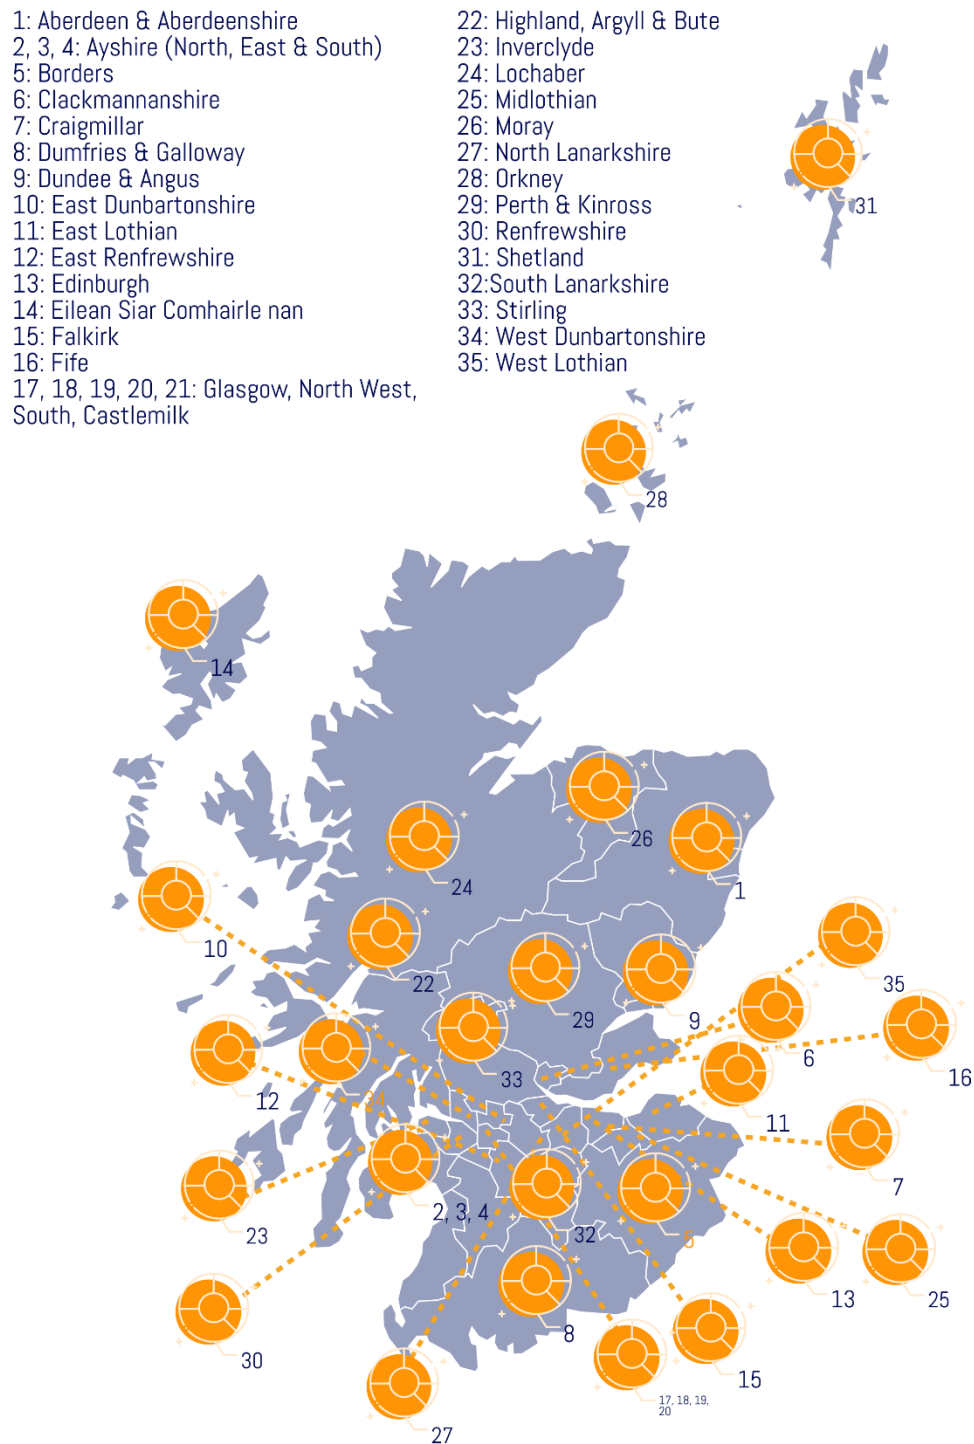 1: Aberdeen & Aberdeenshire
2, 3, 4: Ayshire (North, East & South)
5: Borders
6: Clackmannanshire
7: Craigmillar
8: Dumfries & Galloway
9: Dundee & Angus
10: East Dunbartonshire
11: East Lothian
12: East Renfrewshire
13: Edinburgh
14: Eilean Siar Comhairle nan
15: Falkirk
16: Fife
17, 18, 19, 20, 21: Glasgow, North West,
South, Castlemilk
22: Highland, Argyll & Bute
23: Inverclyde
24: Lochaber
25: Midlothian
26: Moray
27: North Lanarkshire
28: Orkney
29: Perth & Kinross
30: Renfrewshire
31: Shetland
32:South Lanarkshire
33: Stirling
34: West Dunbartonshire
35: West Lothian
31
28
14
26
24
1
10
22
29
9
35
6
16
33
12
34
11
7
23
2, 3, 4
32
5
13
25
30
8
15
17, 18, 19,
20
27